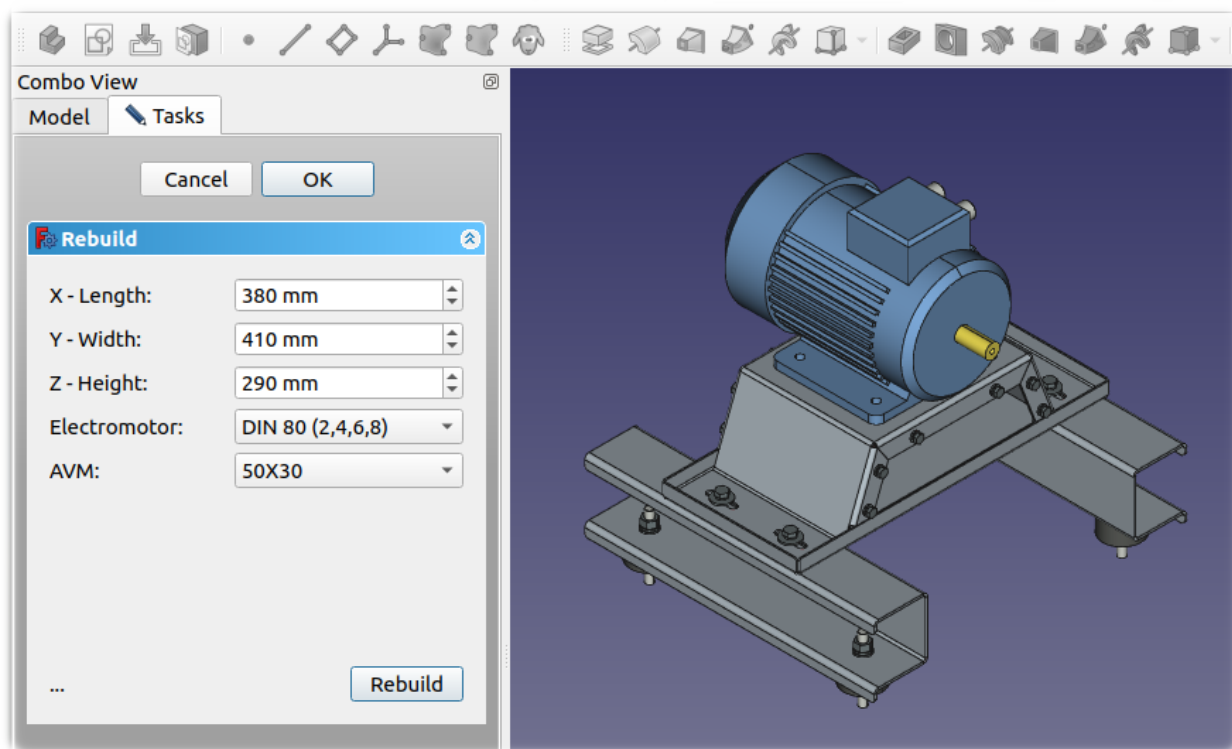 Combo View
Model
Tasks
Cancel
OK
Rebuild
X - Length:
380 mm
Y - Width:
410 mm
Z - Height:
290 mm
Electromotor:
DIN 80 (2,4,6,8)
AVM:
50X30
...
Rebuild